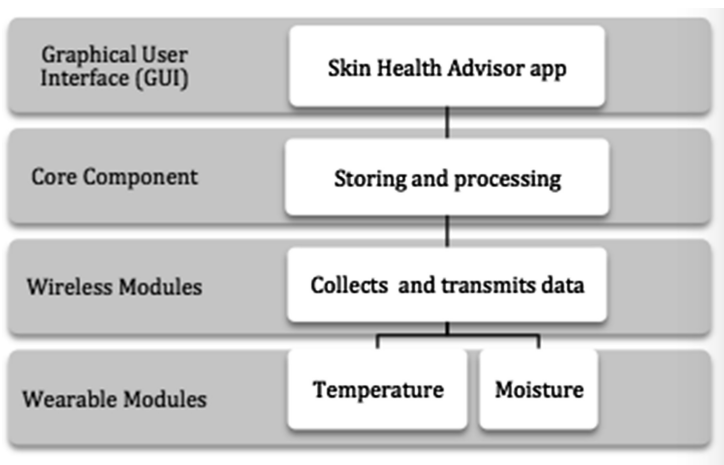 Graphical User
Interface (GUI)
Skin Health Advisor app
Core Component
Storing and processing
Wireless Modules
Collects and transmits data
Wearable Modules
Temperature
Moisture